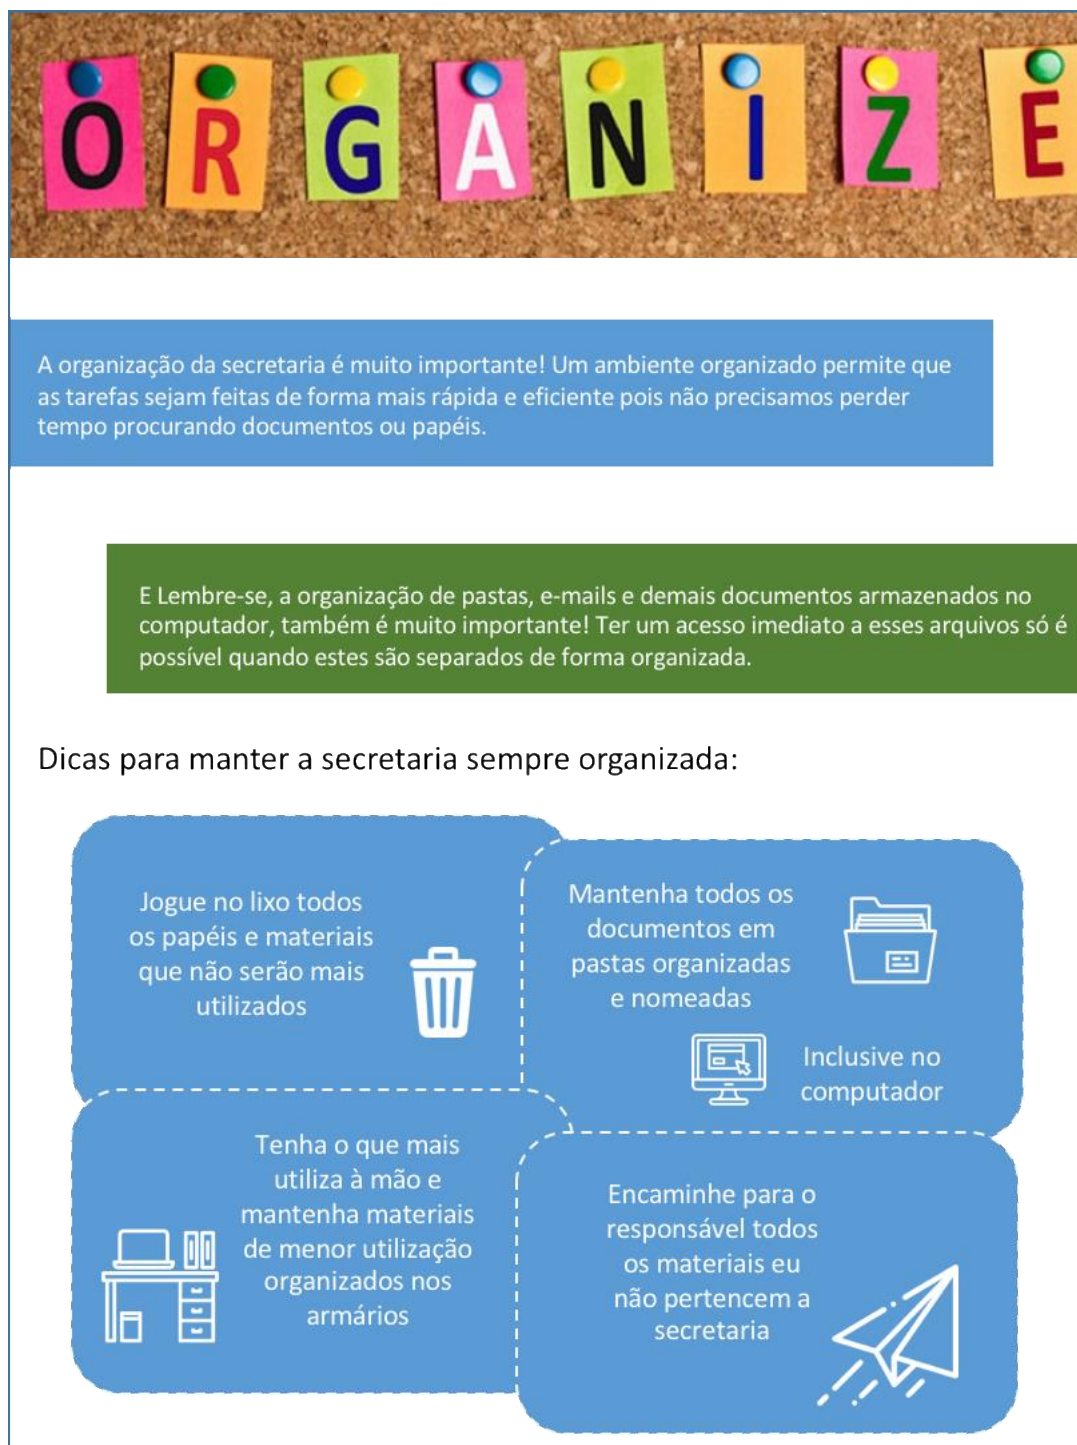 ORGANIZE
A organização da secretaria é muito importante! Um ambiente organizado permite que
as tarefas sejam feitas de forma mais rápida e eficiente pois não precisamos perder
tempo procurando documentos ou papéis.
E Lembre-se, a organização de pastas, e-mails e demais documentos armazenados no
computador, também é muito importante! Ter um acesso imediato a esses arquivos só é
possível quando estes são separados de forma organizada.
Dicas para manter a secretaria sempre organizada:
Jogue no lixo todos
os papéis e materiais
que não serão mais
utilizados
Mantenha todos os
documentos em
pastas organizadas
e nomeadas
Inclusive no
computador
Tenha o que mais
utiliza à mão e
mantenha materiais
de menor utilização
organizados nos
armários
Encaminhe para o
responsável todos
os materiais eu
não pertencem a
secretaria